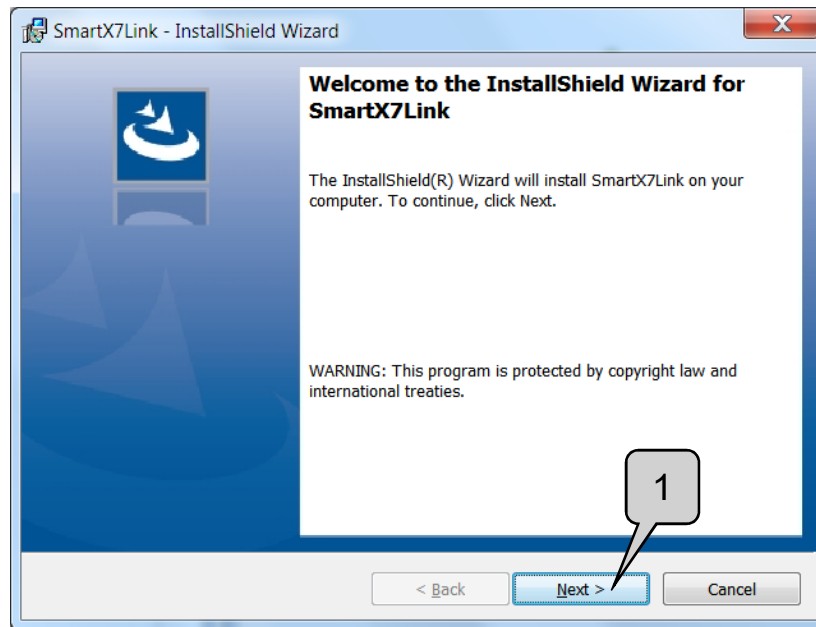 SmartX7Link - InstallShield Wizard
X
Welcome to the InstallShield Wizard for
SmartX7Link
The InstallShield(R) Wizard will install SmartX7Link on your
computer. To continue, click Next.
WARNING: This program is protected by copyright law and
international treaties.
1
< Back
Next >
Cancel